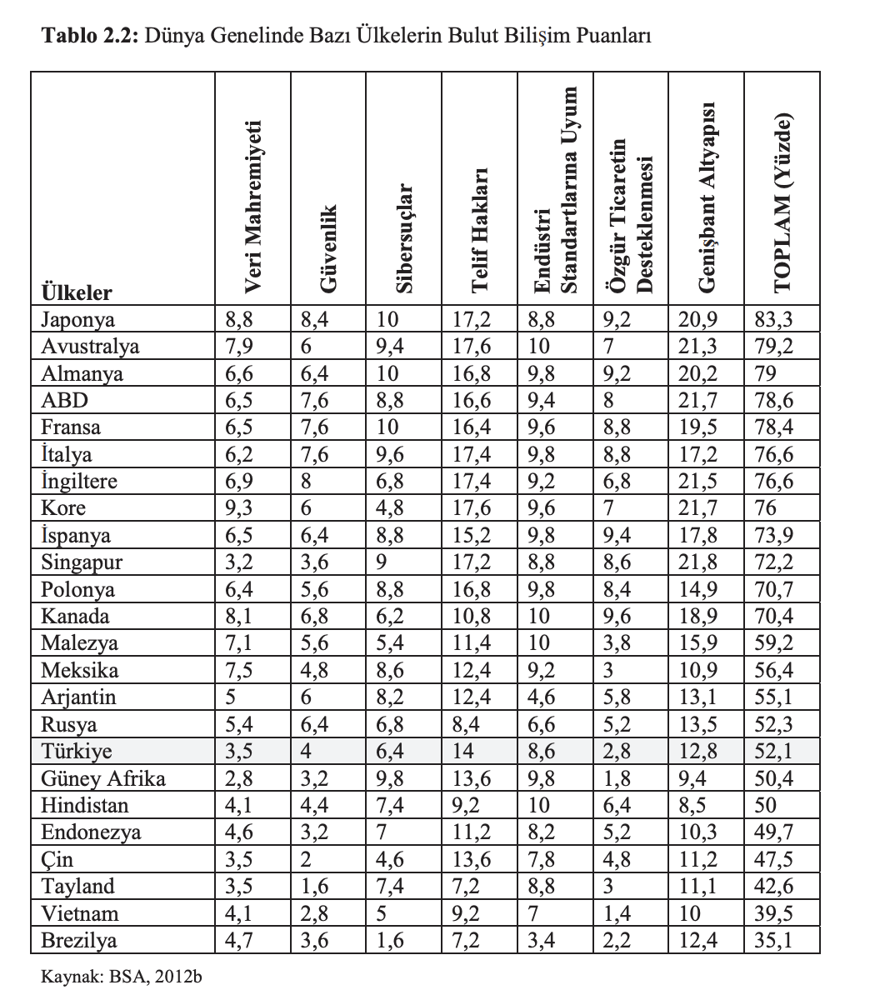 Tablo 2.2: Dünya Genelinde Bazı Ülkelerin Bulut Bilişim Puanları
Ülkeler Veri Mahremiyeti Güvenlik Sibersuçlar Telif Hakları Endüstri Standartlarına Uyum Özgür Ticaretin Desteklenmesi Genişbant Altyapısı TOPLAM (Yüzde)
Japonya 8,8 8,4 10 17,2 8,8 9,2 20,9 83,3
Avustralya 7,9 6 9,4 17,6 10 7 21,3 79,2
Almanya 6,6 6,4 10 16,8 9,8 9,2 20,2 79
ABD 6,5 7,6 8,8 16,6 9,4 8 21,7 78,6
Fransa 6,5 7,6 10 16,4 9,6 8,8 19,5 78,4
İtalya 6,2 7,6 9,6 17,4 9,8 8,8 17,2 76,6
İngiltere 6,9 8 6,8 17,4 9,2 6,8 21,5 76,6
Kore 9,3 6 4,8 17,6 9,6 7 21,7 76
İspanya 6,5 6,4 8,8 15,2 9,8 9,4 17,8 73,9
Singapur 3,2 3,6 9 17,2 8,8 8,6 21,8 72,2
Polonya 6,4 5,6 8,8 16,8 9,8 8,4 14,9 70,7
Kanada 8,1 6,8 6,2 10,8 10 9,6 18,9 70,4
Malezya 7,1 5,6 5,4 11,4 10 3,8 15,9 59,2
Meksika 7,5 4,8 8,6 12,4 9,2 3 10,9 56,4
Arjantin 5 6 8,2 12,4 4,6 5,8 13,1 55,1
Rusya 5,4 6,4 6,8 8,4 6,6 5,2 13,5 52,3
Türkiye 3,5 4 6,4 14 8,6 2,8 12,8 52,1
Güney Afrika 2,8 3,2 9,8 13,6 9,8 1,8 9,4 50,4
Hindistan 4,1 4,4 7,4 9,2 10 6,4 8,5 50
Endonezya 4,6 3,2 7 11,2 8,2 5,2 10,3 49,7
Çin 3,5 2 4,6 13,6 7,8 4,8 11,2 47,5
Tayland 3,5 1,6 7,4 7,2 8,8 3 11,1 42,6
Vietnam 4,1 2,8 5 9,2 7 1,4 10 39,5
Brezilya 4,7 3,6 1,6 7,2 3,4 2,2 12,4 35,1
Kaynak: BSA, 2012b